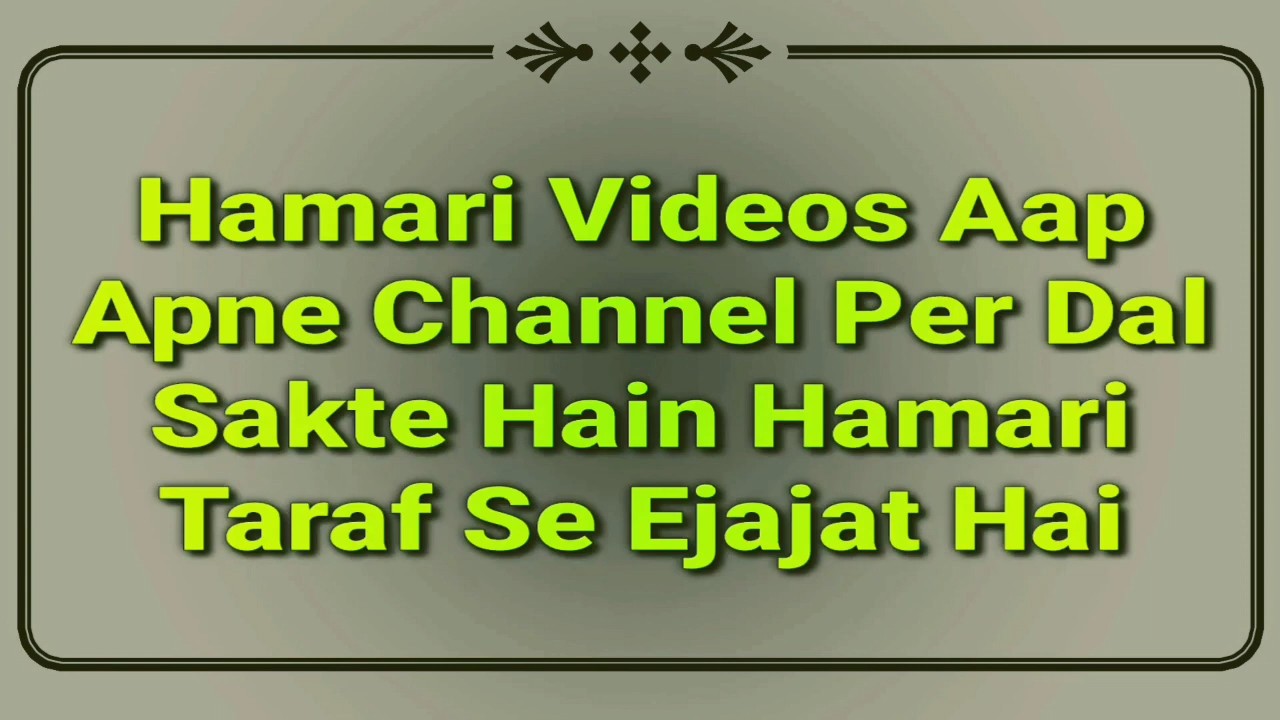 Hamari Videos Aap
Apne Channel Per Dal
Sakte Hain Hamari
Taraf Se Ejajat Hai